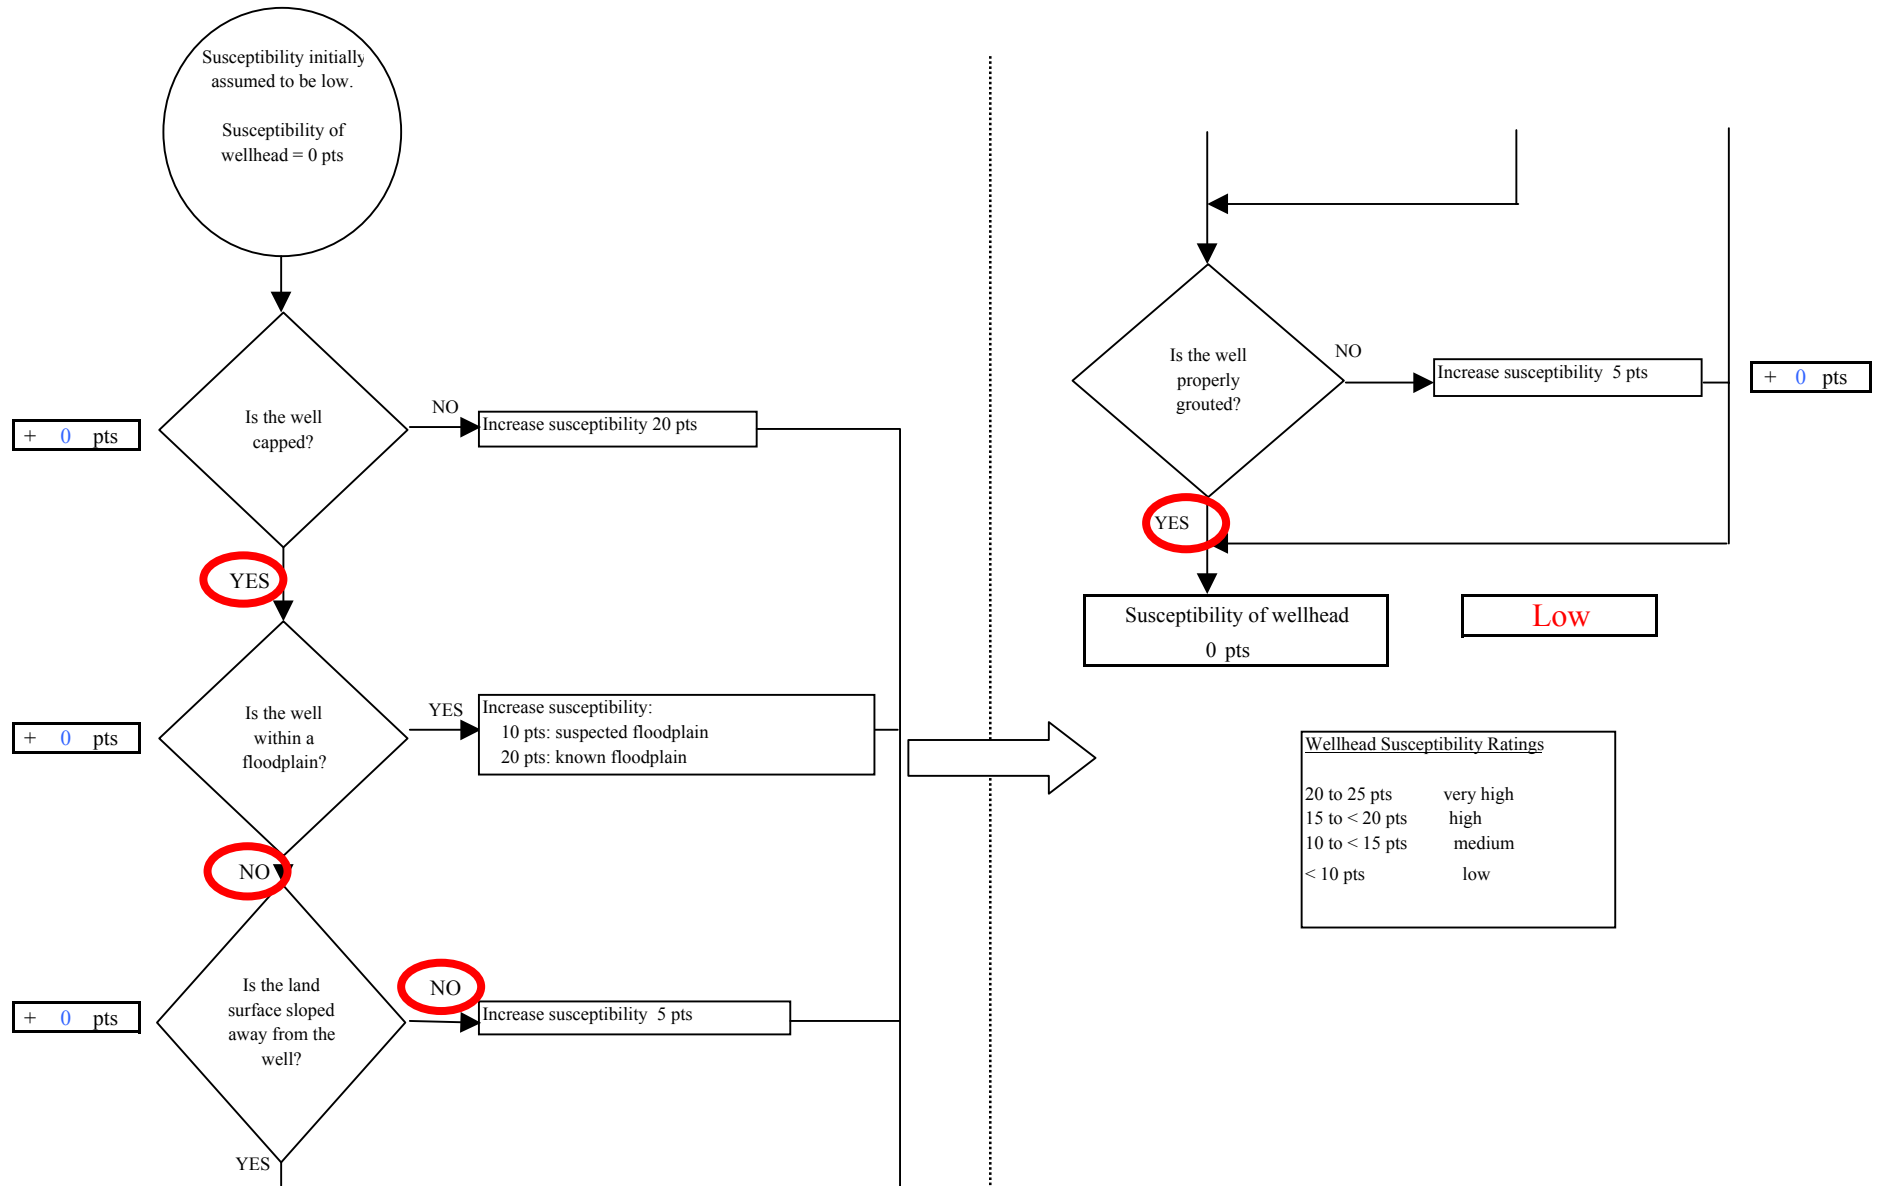 Susceptibility initially
assumed to be low.
Susceptibility of
wellhead = 0 pts
Is the well
capped?
NO
Increase susceptibility 20 pts
+ 0 pts
YES
Is the well
within a
floodplain?
YES
Increase susceptibility:
10 pts: suspected floodplain
20 pts: known floodplain
+ 0 pts
NO
Is the land
surface sloped
away from the
well?
NO
Increase susceptibility 5 pts
+ 0 pts
YES
Is the well
properly
grouted?
NO
Increase susceptibility 5 pts
+ 0 pts
YES
Susceptibility of wellhead
0 pts
Low
Wellhead Susceptibility Ratings
20 to 25 pts very high
15 to < 20 pts high
10 to < 15 pts medium
< 10 pts low